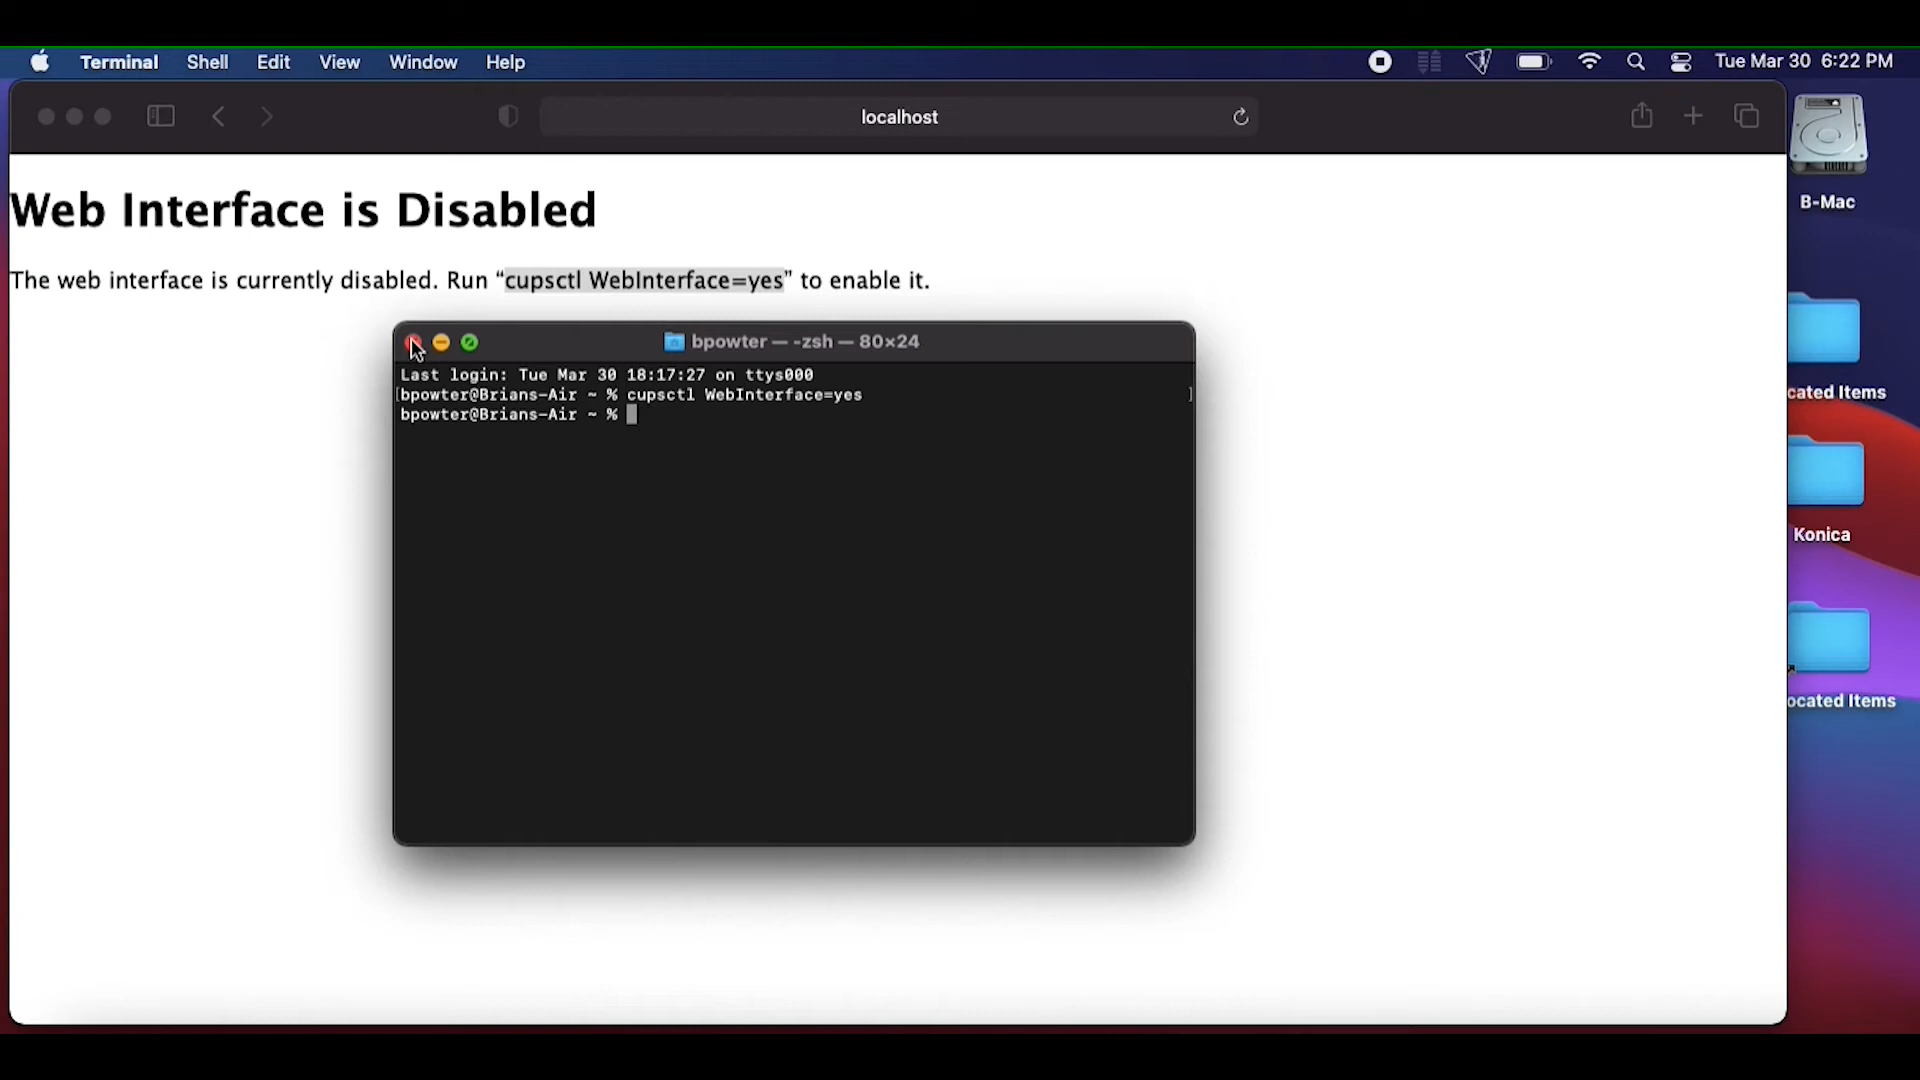 Terminal Shell Edit View Window Help Tue Mar 30 6:22 PM
localhost
B-Mac
Web Interface is Disabled
The web interface is currently disabled. Run “cupsctl WebInterface=yes” to enable it.
bpowter — -zsh — 80×24
Last login: Tue Mar 30 18:17:27 on ttys000
[bpowter@Brians-Air ~ % cupsctl WebInterface=yes ]
bpowter@Brians-Air ~ %
cated Items
Konica
ocated Items